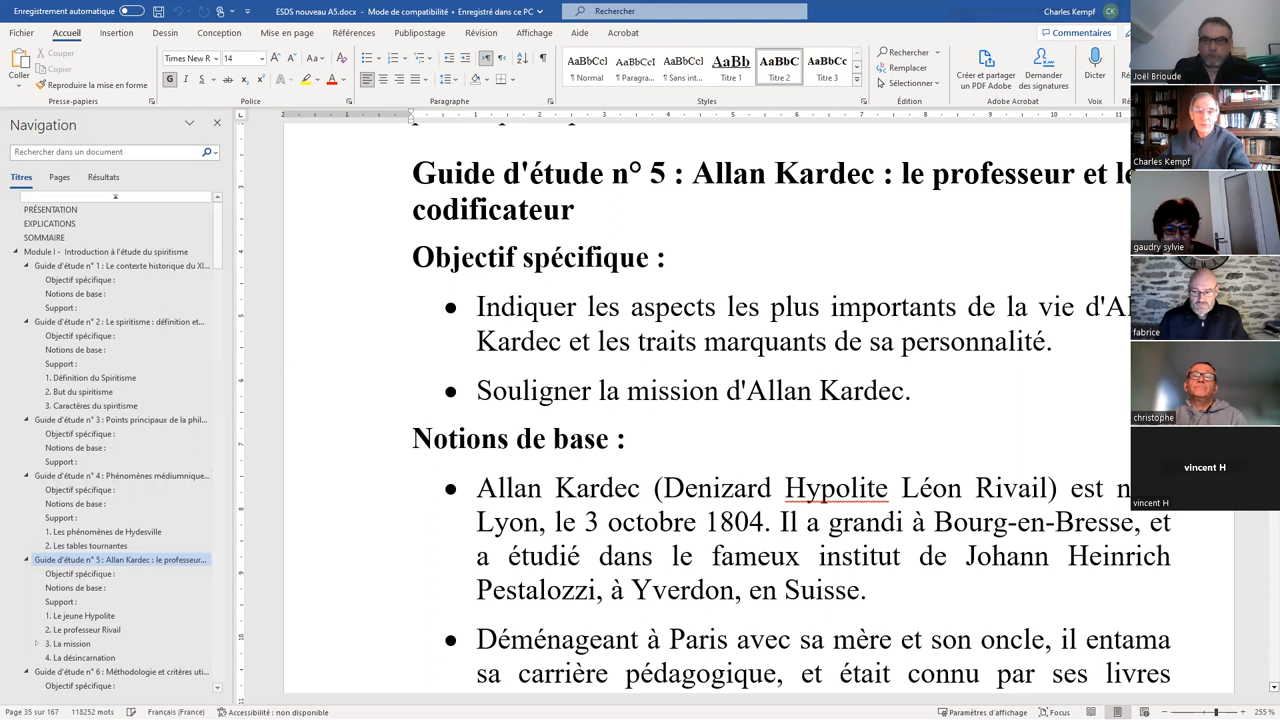 Enregistrement automatique
ESDS nouveau A5.docx - Mode de compatibilité • Enregistré dans ce PC
Rechercher
Charles Kempf
CK
Fichier Accueil Insertion Dessin Conception Mise en page Références Publipostage Révision Affichage Aide Acrobat
Commentaires
Coller
Couper
Copier
Reproduire la mise en forme
Presse-papiers
Times New R 14
Police
Paragraphe
AaBbCcI AaBbCcI AaBbCcI AaBb AaBbC AaBbCc
¶ Normal ¶ Paragra... ¶ Sans int... Titre 1 Titre 2 Titre 3
Styles
Rechercher
Remplacer
Sélectionner
Édition
Créer et partager un PDF Adobe
Demander des signatures
Adobe Acrobat
Dicter
Voix
Navigation
Rechercher dans un document
Titres Pages Résultats
PRÉSENTATION
EXPLICATIONS
SOMMAIRE
Module I - Introduction à l'étude du spiritisme
Guide d'étude n° 1 : Le contexte historique du XI...
Objectif spécifique :
Notions de base :
Support :
Guide d'étude n° 2 : Le spiritisme : définition et...
Objectif spécifique :
Notions de base :
Support :
1. Définition du Spiritisme
2. But du spiritisme
3. Caractères du spiritisme
Guide d'étude n° 3 : Points principaux de la phil...
Objectif spécifique :
Notions de base :
Support :
Guide d'étude n° 4 : Phénomènes médiumnique...
Objectif spécifique :
Notions de base :
Support :
1. Les phénomènes de Hydesville
2. Les tables tournantes
Guide d'étude n° 5 : Allan Kardec : le professeur...
Objectif spécifique :
Notions de base :
Support :
1. Le jeune Hypolite
2. Le professeur Rivail
3. La mission
4. La désincarnation
Guide d'étude n° 6 : Méthodologie et critères uti...
Objectif spécifique :
Guide d'étude n° 5 : Allan Kardec : le professeur et le
codificateur
Objectif spécifique :
• Indiquer les aspects les plus importants de la vie d'Al
Kardec et les traits marquants de sa personnalité.
• Souligner la mission d'Allan Kardec.
Notions de base :
• Allan Kardec (Denizard Hypolite Léon Rivail) est n
Lyon, le 3 octobre 1804. Il a grandi à Bourg-en-Bresse, et
a étudié dans le fameux institut de Johann Heinrich
Pestalozzi, à Yverdon, en Suisse.
• Déménageant à Paris avec sa mère et son oncle, il entama
sa carrière pédagogique, et était connu par ses livres
Joël Brioude
Charles Kempf
gaudry sylvie
fabrice
christophe
vincent H
vincent H
Page 35 sur 167 118252 mots Français (France) Accessibilité : non disponible
Paramètres d'affichage Focus 255 %